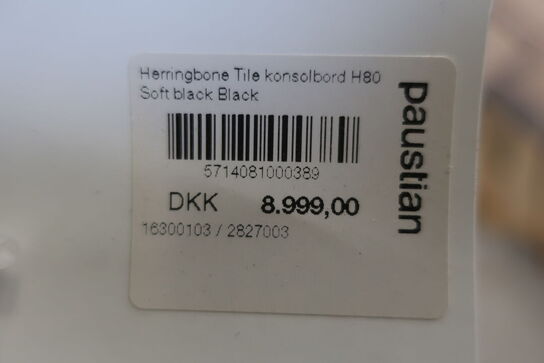 Herringbone Tile konsolbord H80
Soft black Black
5714081000389
DKK 8.999,00
16300103 / 2827003
paustian